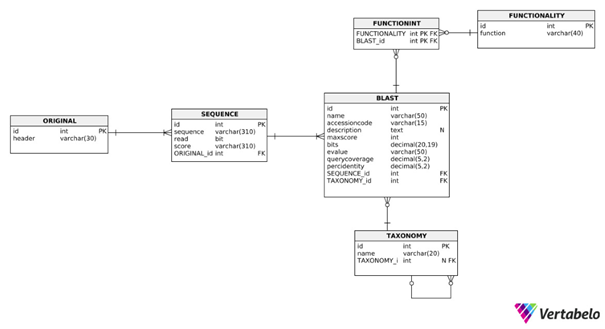 FUNCTIONINT
FUNCTIONALITY int PK FK
BLAST_id int PK FK
FUNCTIONALITY
id int PK
function varchar(40)
ORIGINAL
id int PK
header varchar(30)
SEQUENCE
id int PK
sequence varchar(310)
read bit
score varchar(310)
ORIGINAL_id int FK
BLAST
id int PK
name varchar(50)
accessioncode varchar(15)
description text N
maxscore int
bits decimal(20,19)
evalue varchar(50)
querycoverage decimal(5,2)
percidentity decimal(5,2)
SEQUENCE_id int FK
TAXONOMY_id int FK
TAXONOMY
id int PK
name varchar(20)
TAXONOMY_i int N FK
Vertabelo